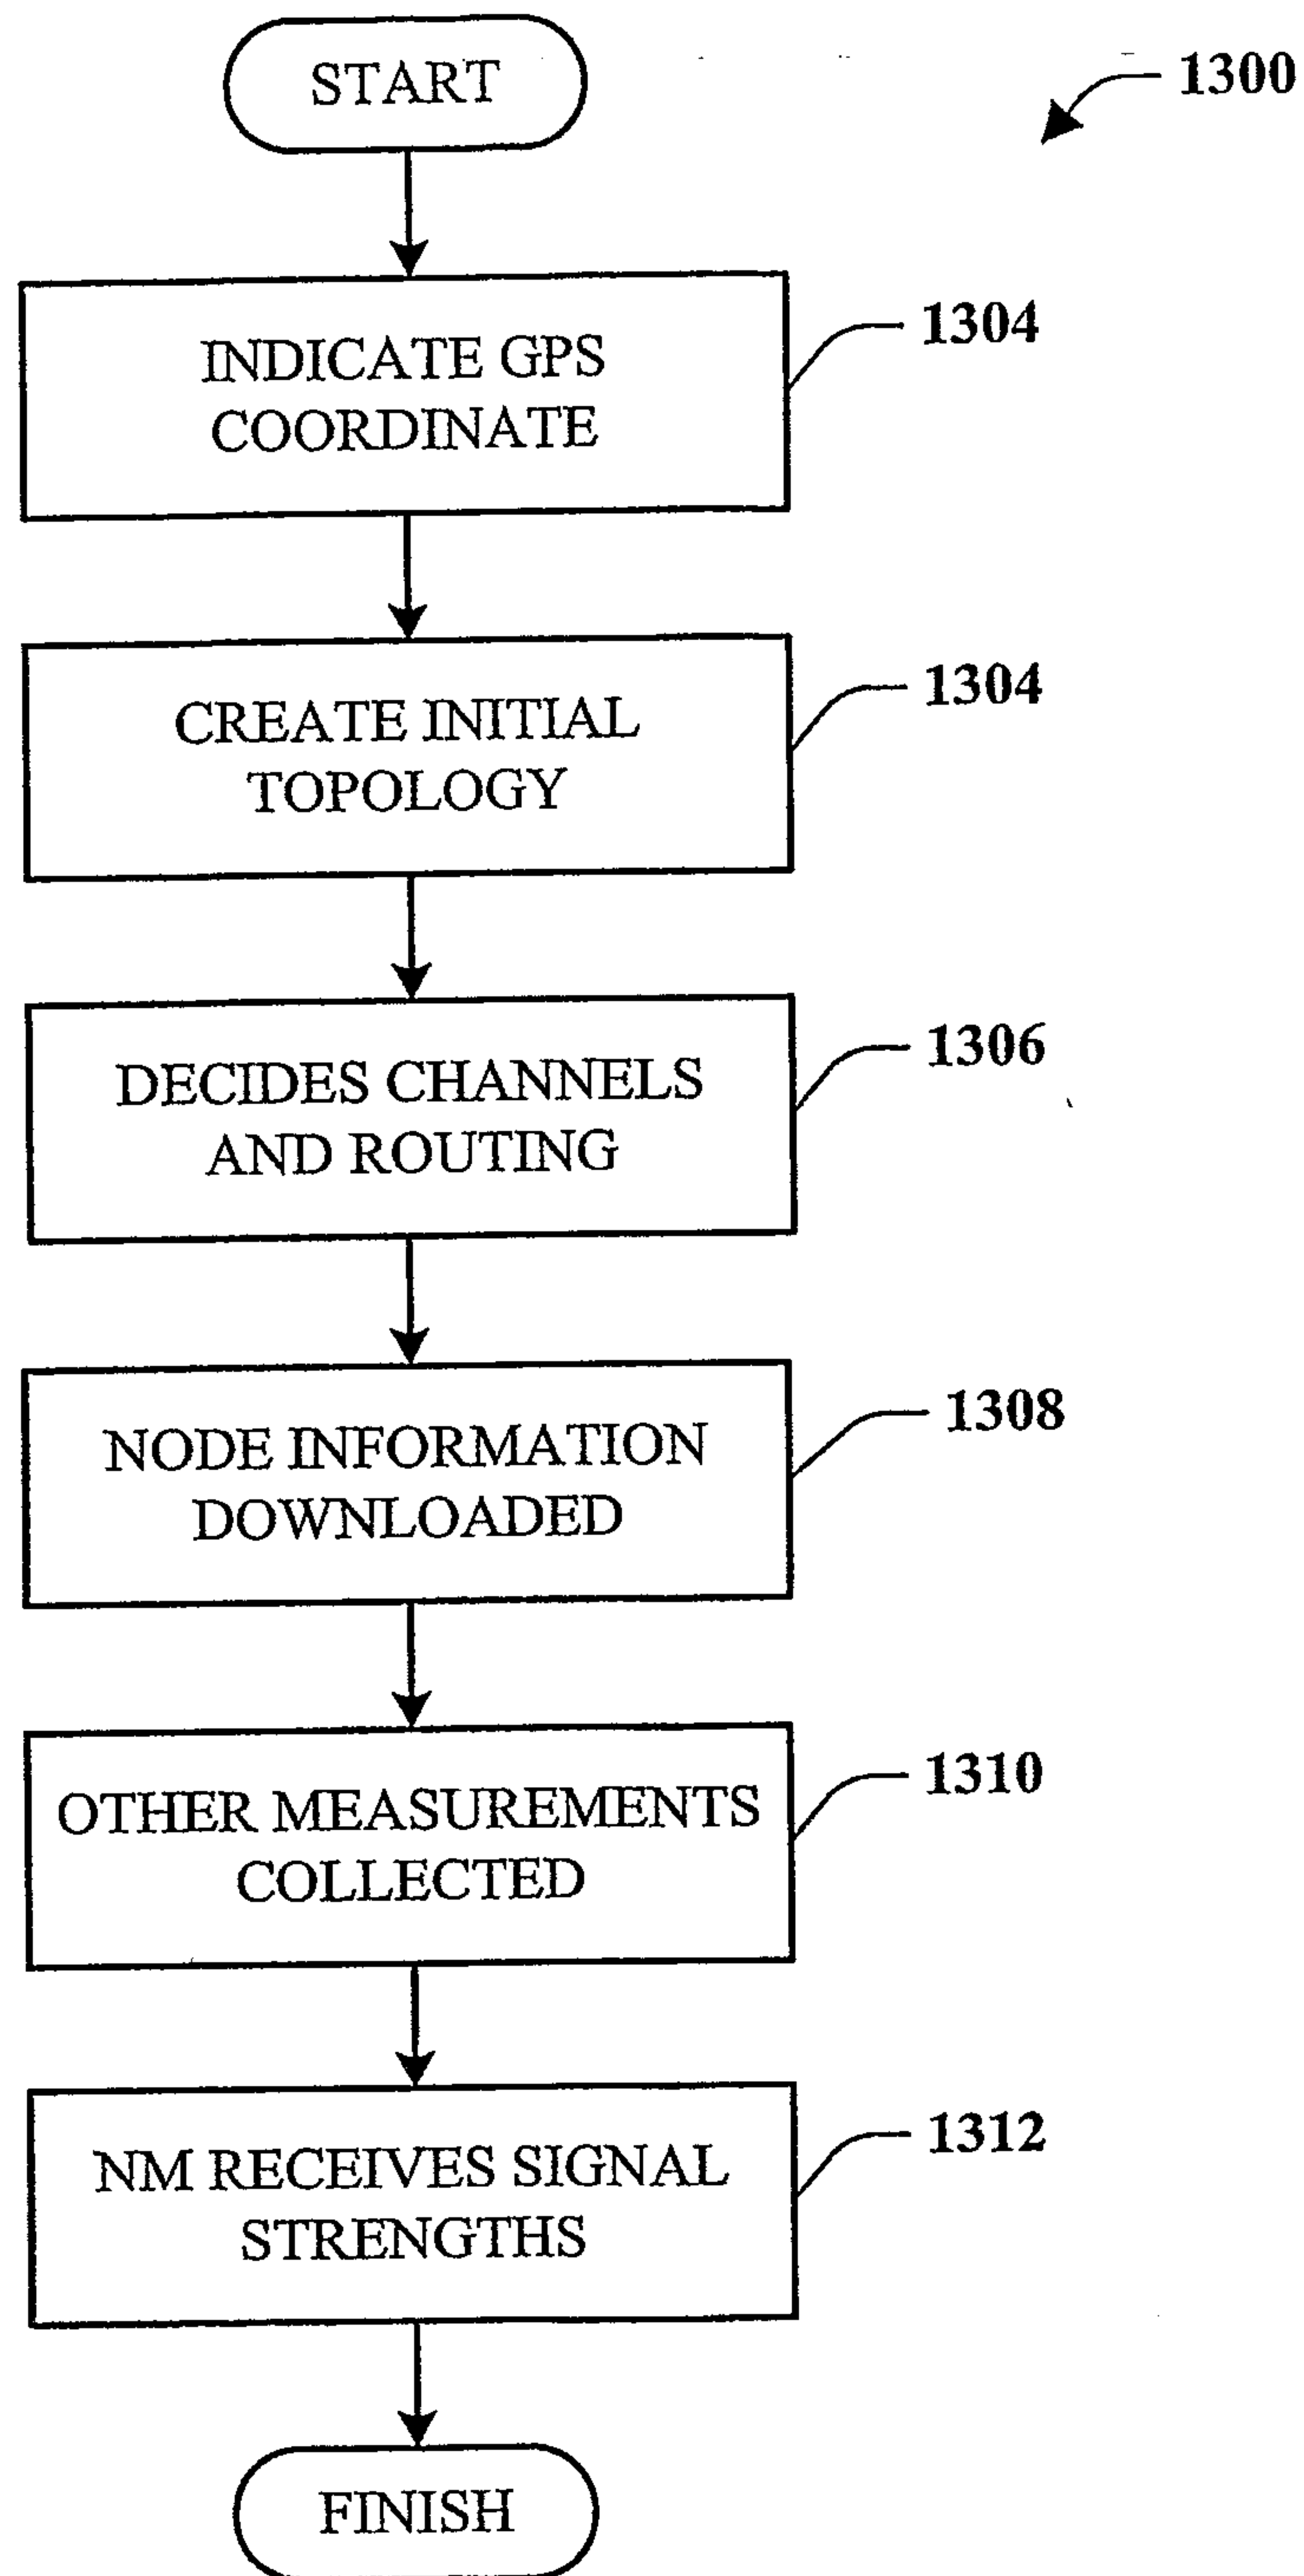 START
1300
INDICATE GPS
COORDINATE
1304
CREATE INITIAL
TOPOLOGY
1304
DECIDES CHANNELS
AND ROUTING
1306
NODE INFORMATION
DOWNLOADED
1308
OTHER MEASUREMENTS
COLLECTED
1310
NM RECEIVES SIGNAL
STRENGTHS
1312
FINISH